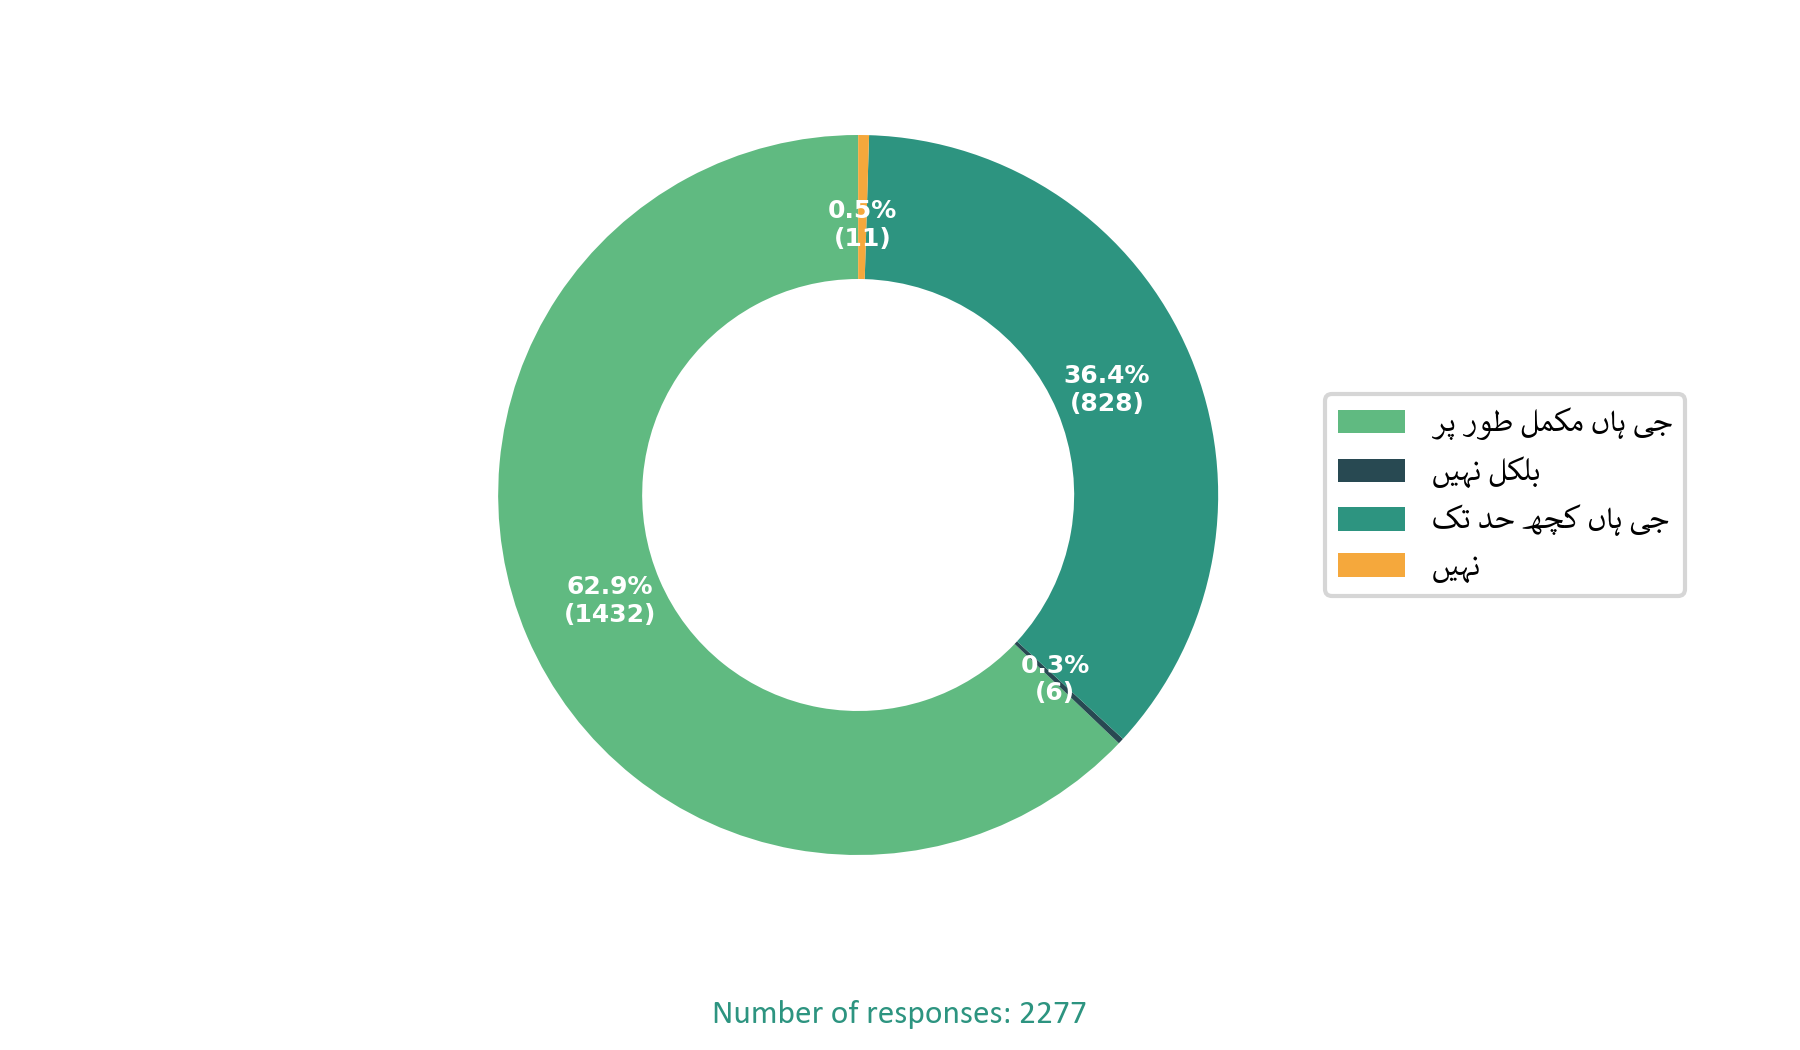 0.5%
(11)
36.4%
(828)
62.9%
(1432)
0.3%
(6)
جی ہاں مکمل طور پر
بلکل نہیں
جی ہاں کچھ حد تک
نہیں
Number of responses: 2277